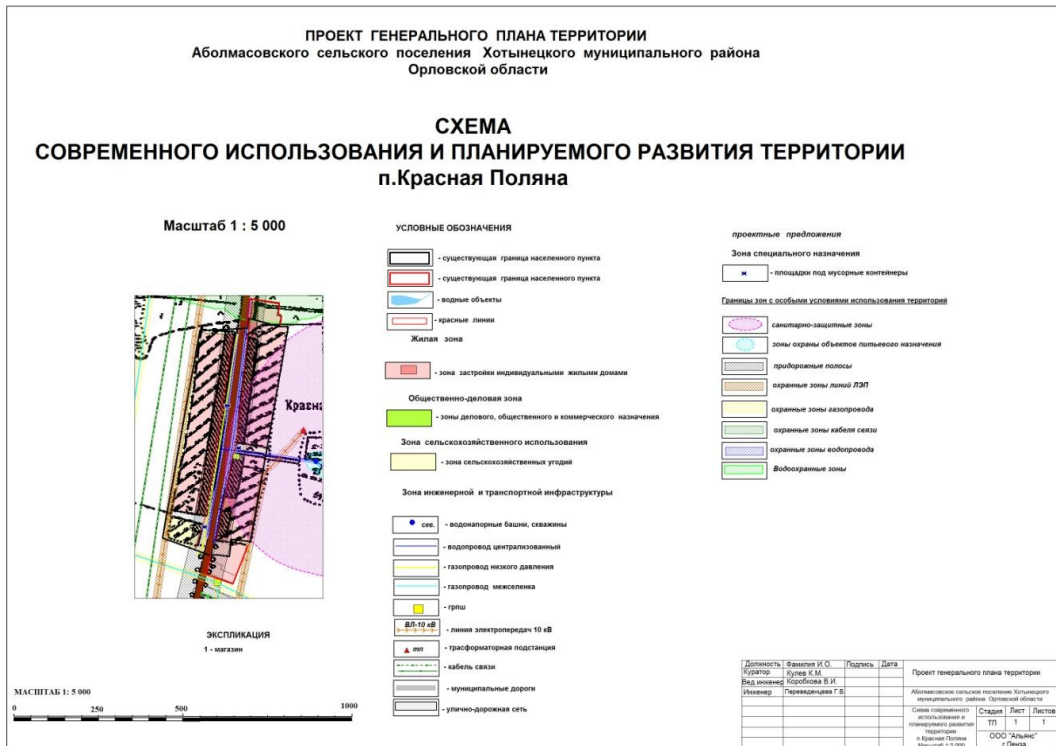 ПРОЕКТ ГЕНЕРАЛЬНОГО ПЛАНА ТЕРРИТОРИИ
Аболмасовского сельского поселения Хотынецкого муниципального района
Орловской области
СХЕМА
СОВРЕМЕННОГО ИСПОЛЬЗОВАНИЯ И ПЛАНИРУЕМОГО РАЗВИТИЯ ТЕРРИТОРИИ
п.Красная Поляна
Масштаб 1 : 5 000
Красна
ЭКСПЛИКАЦИЯ
1 - магазин
МАСШТАБ 1: 5 000
0 250 500 1000
УСЛОВНЫЕ ОБОЗНАЧЕНИЯ
- существующая граница населенного пункта
- существующая граница населенного пункта
- водные объекты
- красные линии
Жилая зона
- зона застройки индивидуальными жилыми домами
Общественно-деловая зона
- зоны делового, общественного и коммерческого назначения
Зона сельскохозяйственного использования
- зона сельскохозяйственных угодий
Зона инженерной и транспортной инфраструктуры
скв. - водонапорные башни, скважины
- водопровод централизованный
- газопровод низкого давления
- газопровод межселенка
- грпш
ВЛ-10 кВ - линия электропередач 10 кВ
тп - трасформаторная подстанция
- кабель связи
- муниципальные дороги
- улично-дорожная сеть
проектные предложения
Зона специального назначения
- площадки под мусорные контейнеры
Границы зон с особыми условиями использования территорий
санитарно-защитные зоны
зоны охраны объектов питьевого назначения
придорожные полосы
охранные зоны линий ЛЭП
охранные зоны газопровода
охранные зоны кабеля связи
охранные зоны водопровода
Водоохранные зоны
Должность Фамилия И.О. Подпись Дата
Куратор Кулев К.М.
Вед.инженер Коробкова В.И.
Инженер Переведенцева Г.В.
Проект генерального плана территории
Аболмасовское сельское поселение Хотынецкого
муниципального района Орловской области
Схема современного
использования и
планируемого развития
территории
п.Красная Поляна
Масштаб 1:2 000
Стадия Лист Листов
ТП 1 1
ООО "Альянс"
г.Пенза